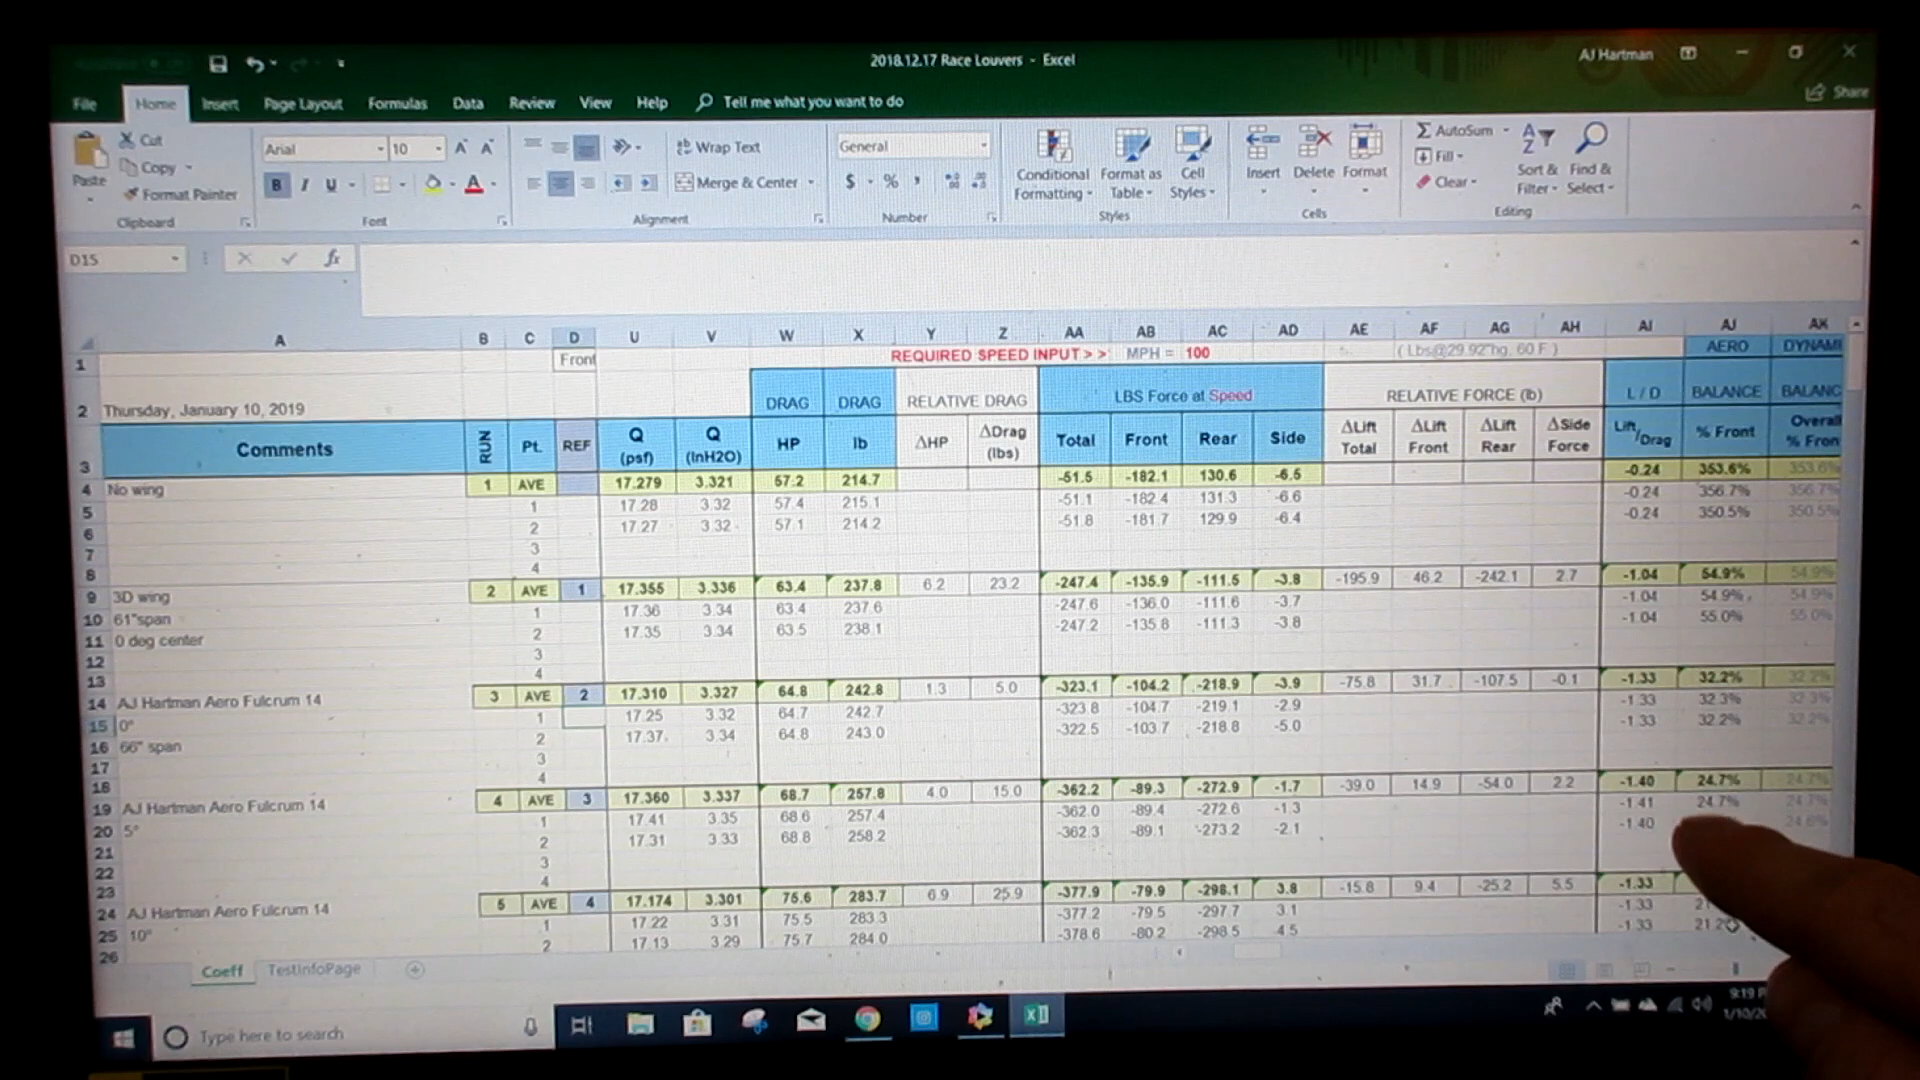 2018.12.17 Race Louvers - Excel
AJ Hartman
File Home Insert Page Layout Formulas Data Review View Help Tell me what you want to do
Share
Paste Cut Copy Format Painter Clipboard
Arial 10 A A B I U A Font
Wrap Text Merge & Center Alignment
General $ % , Number
Conditional Formatting Format as Table Cell Styles Styles
Insert Delete Format Cells
AutoSum Fill Clear Sort & Filter Find & Select Editing
D15 fx
A B C D U V W X Y Z AA AB AC AD AE AF AG AH AI AJ AK
1 Front REQUIRED SPEED INPUT > > MPH = 100 ( Lbs@29.92"hg, 60 F ) AERO DYNAMI
2 Thursday, January 10, 2019 DRAG DRAG RELATIVE DRAG LBS Force at Speed RELATIVE FORCE (lb) L / D BALANCE BALANC
3 Comments RUN Pt. REF Q (psf) Q (InH2O) HP lb ΔHP ΔDrag (lbs) Total Front Rear Side ΔLift Total ΔLift Front ΔLift Rear ΔSide Force Lift/Drag % Front Overall % Fron
4 No wing 1 AVE 17.279 3.321 57.2 214.7 -51.5 -182.1 130.6 -6.5 -0.24 353.6% 353.6%
5 1 17.28 3.32 57.4 215.1 -51.1 -182.4 131.3 -6.6 -0.24 356.7% 356.7%
6 2 17.27 3.32 57.1 214.2 -51.8 -181.7 129.9 -6.4 -0.24 350.5% 350.5%
7 3
8 4
9 3D wing 2 AVE 1 17.355 3.336 63.4 237.8 6.2 23.2 -247.4 -135.9 -111.5 -3.8 -195.9 46.2 -242.1 2.7 -1.04 54.9% 54.9%
10 61"span 1 17.36 3.34 63.4 237.6 -247.6 -136.0 -111.6 -3.7 -1.04 54.9% 54.9%
11 0 deg center 2 17.35 3.34 63.5 238.1 -247.2 -135.8 -111.3 -3.8 -1.04 55.0% 55.0%
12 3
13 4
14 AJ Hartman Aero Fulcrum 14 3 AVE 2 17.310 3.327 64.8 242.8 1.3 5.0 -323.1 -104.2 -218.9 -3.9 -75.8 31.7 -107.5 -0.1 -1.33 32.2% 32.2%
15 0° 1 17.25 3.32 64.7 242.7 -323.8 -104.7 -219.1 -2.9 -1.33 32.3% 32.3%
16 66" span 2 17.37 3.34 64.8 243.0 -322.5 -103.7 -218.8 -5.0 -1.33 32.2% 32.2%
17 3
18 4
19 AJ Hartman Aero Fulcrum 14 4 AVE 3 17.360 3.337 68.7 257.8 4.0 15.0 -362.2 -89.3 -272.9 -1.7 -39.0 14.9 -54.0 2.2 -1.40 24.7% 24.7%
20 5° 1 17.41 3.35 68.6 257.4 -362.0 -89.4 -272.6 -1.3 -1.41 24.7% 24.7%
21 2 17.31 3.33 68.8 258.2 -362.3 -89.1 -273.2 -2.1 -1.40 24.6%
22 3
23 4
24 AJ Hartman Aero Fulcrum 14 5 AVE 4 17.174 3.301 75.6 283.7 6.9 25.9 -377.9 -79.9 -298.1 3.8 -15.8 9.4 -25.2 5.5 -1.33
25 10° 1 17.22 3.31 75.5 283.3 -377.2 -79.5 -297.7 3.1 -1.33
26 2 17.13 3.29 75.7 284.0 -378.6 -80.2 -298.5 4.5 -1.33 21.2
Coeff TestInfoPage
Type here to search
9:19 P
1/10/20